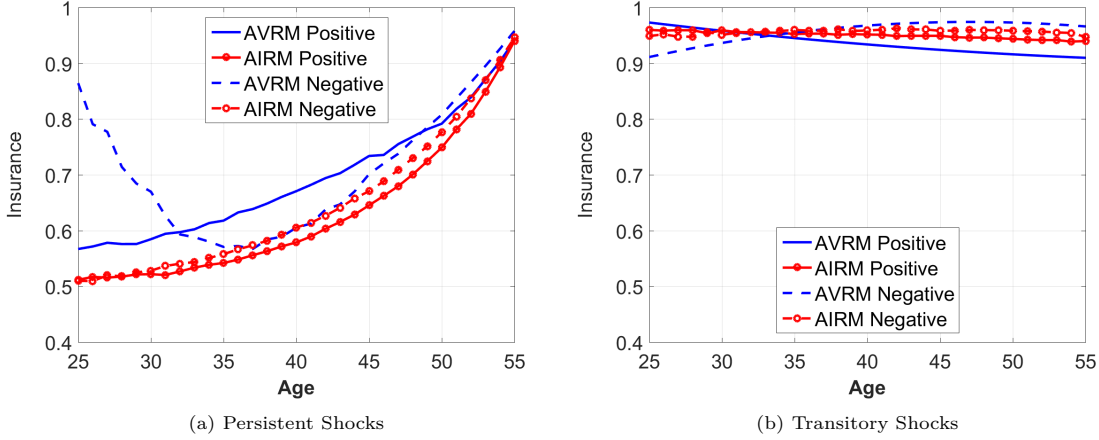 1
0.9
0.8
0.7
0.6
0.5
0.4
Insurance
AVRM Positive
AIRM Positive
AVRM Negative
AIRM Negative
25 30 35 40 45 50 55
Age
(a) Persistent Shocks
1
0.9
0.8
0.7
0.6
0.5
0.4
Insurance
AVRM Positive
AIRM Positive
AVRM Negative
AIRM Negative
25 30 35 40 45 50 55
Age
(b) Transitory Shocks